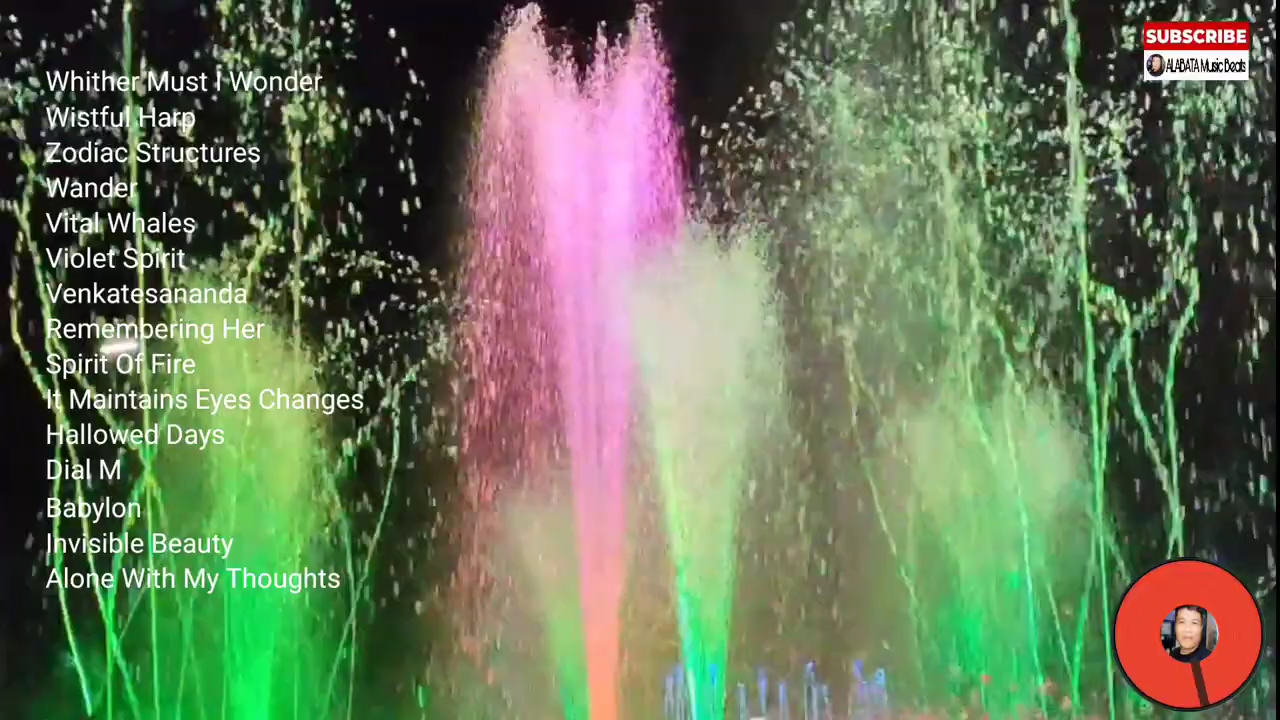 Whither Must I Wonder
Wistful Harp
Zodiac Structures
Wander
Vital Whales
Violet Spirit
Venkatesananda
Remembering Her
Spirit Of Fire
It Maintains Eyes Changes
Hallowed Days
Dial M
Babylon
Invisible Beauty
Alone With My Thoughts
SUBSCRIBE
ALABATA Music Beats